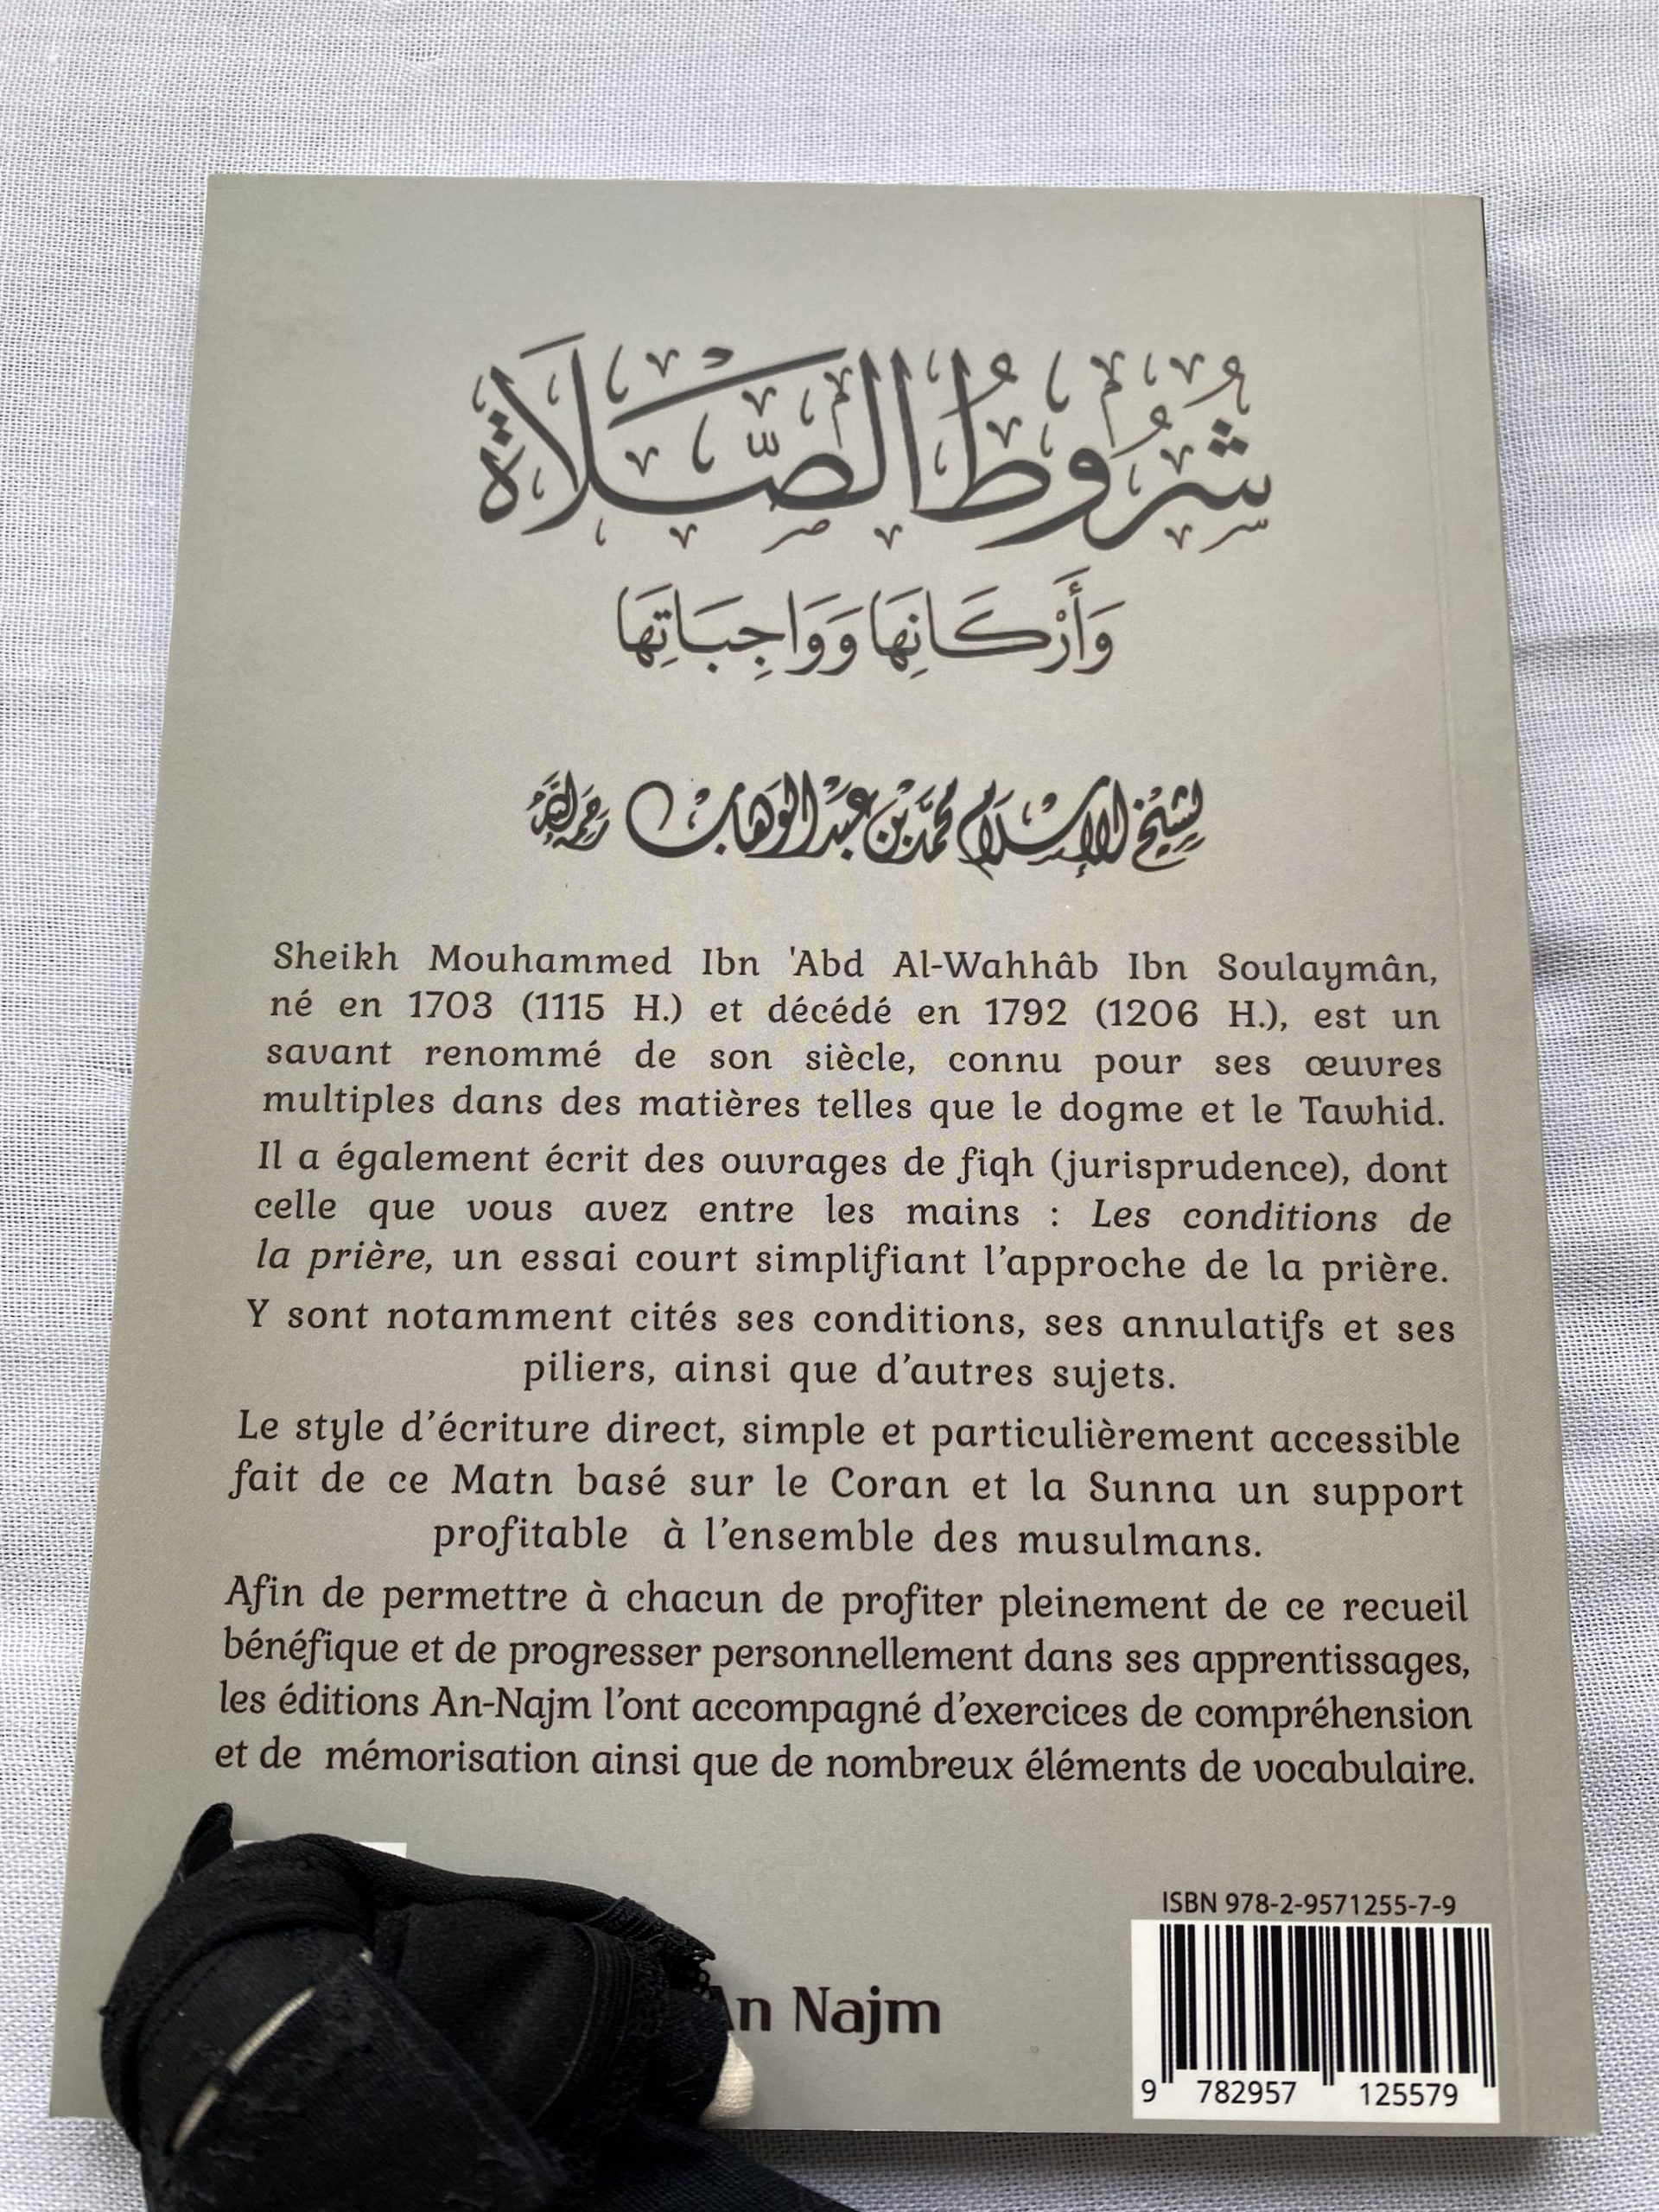 شُرُوطُ الصَّلَاةِ
وَأَرْكَانِهَا وَوَاجِبَاتِهَا
لشيخ الإسلام محمد بن عبد الوهاب رحمه الله
Sheikh Mouhammed Ibn 'Abd Al-Wahhâb Ibn Soulaymân,
né en 1703 (1115 H.) et décédé en 1792 (1206 H.), est un
savant renommé de son siècle, connu pour ses œuvres
multiples dans des matières telles que le dogme et le Tawhid.
Il a également écrit des ouvrages de fiqh (jurisprudence), dont
celle que vous avez entre les mains : Les conditions de
la prière, un essai court simplifiant l’approche de la prière.
Y sont notamment cités ses conditions, ses annulatifs et ses
piliers, ainsi que d’autres sujets.
Le style d’écriture direct, simple et particulièrement accessible
fait de ce Matn basé sur le Coran et la Sunna un support
profitable à l’ensemble des musulmans.
Afin de permettre à chacun de profiter pleinement de ce recueil
bénéfique et de progresser personnellement dans ses apprentissages,
les éditions An-Najm l’ont accompagné d’exercices de compréhension
et de mémorisation ainsi que de nombreux éléments de vocabulaire.
An Najm
ISBN 978-2-9571255-7-9
9 782957 125579